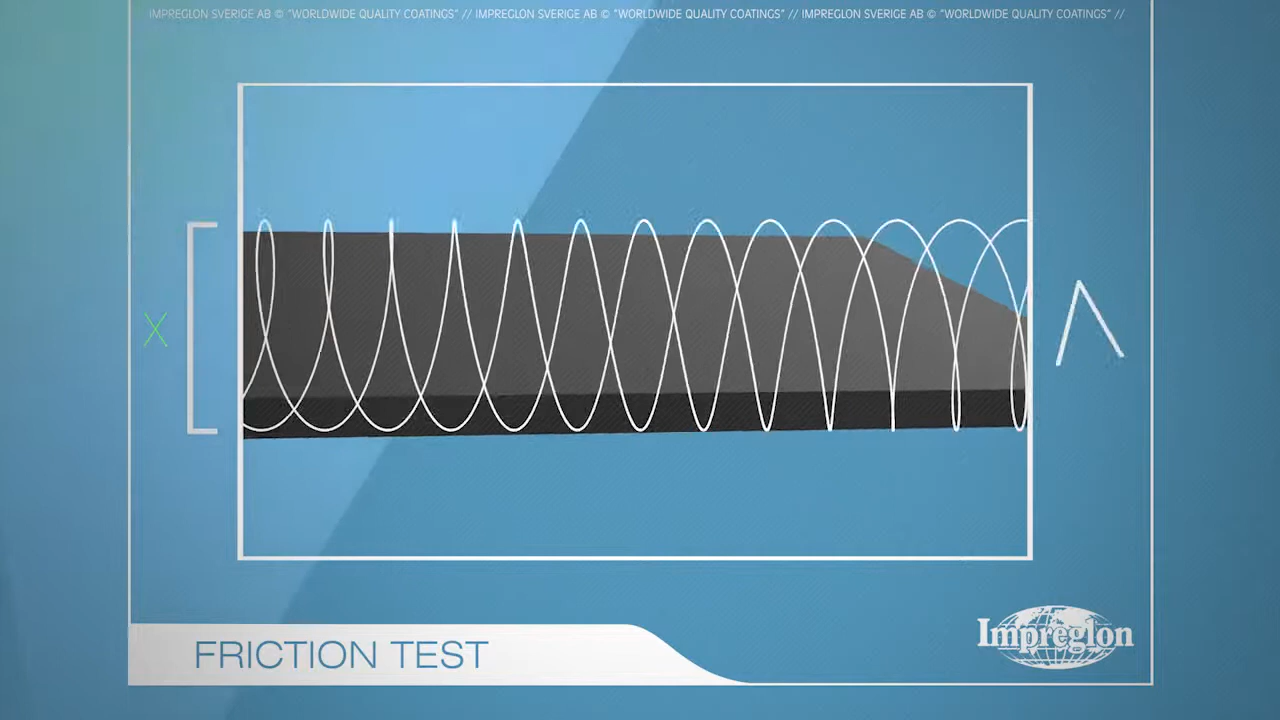 IMPREGLON SVERIGE AB © "WORLDWIDE QUALITY COATINGS" // IMPREGLON SVERIGE AB © "WORLDWIDE QUALITY COATINGS" // IMPREGLON SVERIGE AB © "WORLDWIDE QUALITY COATINGS" //
X
FRICTION TEST
Impreglon